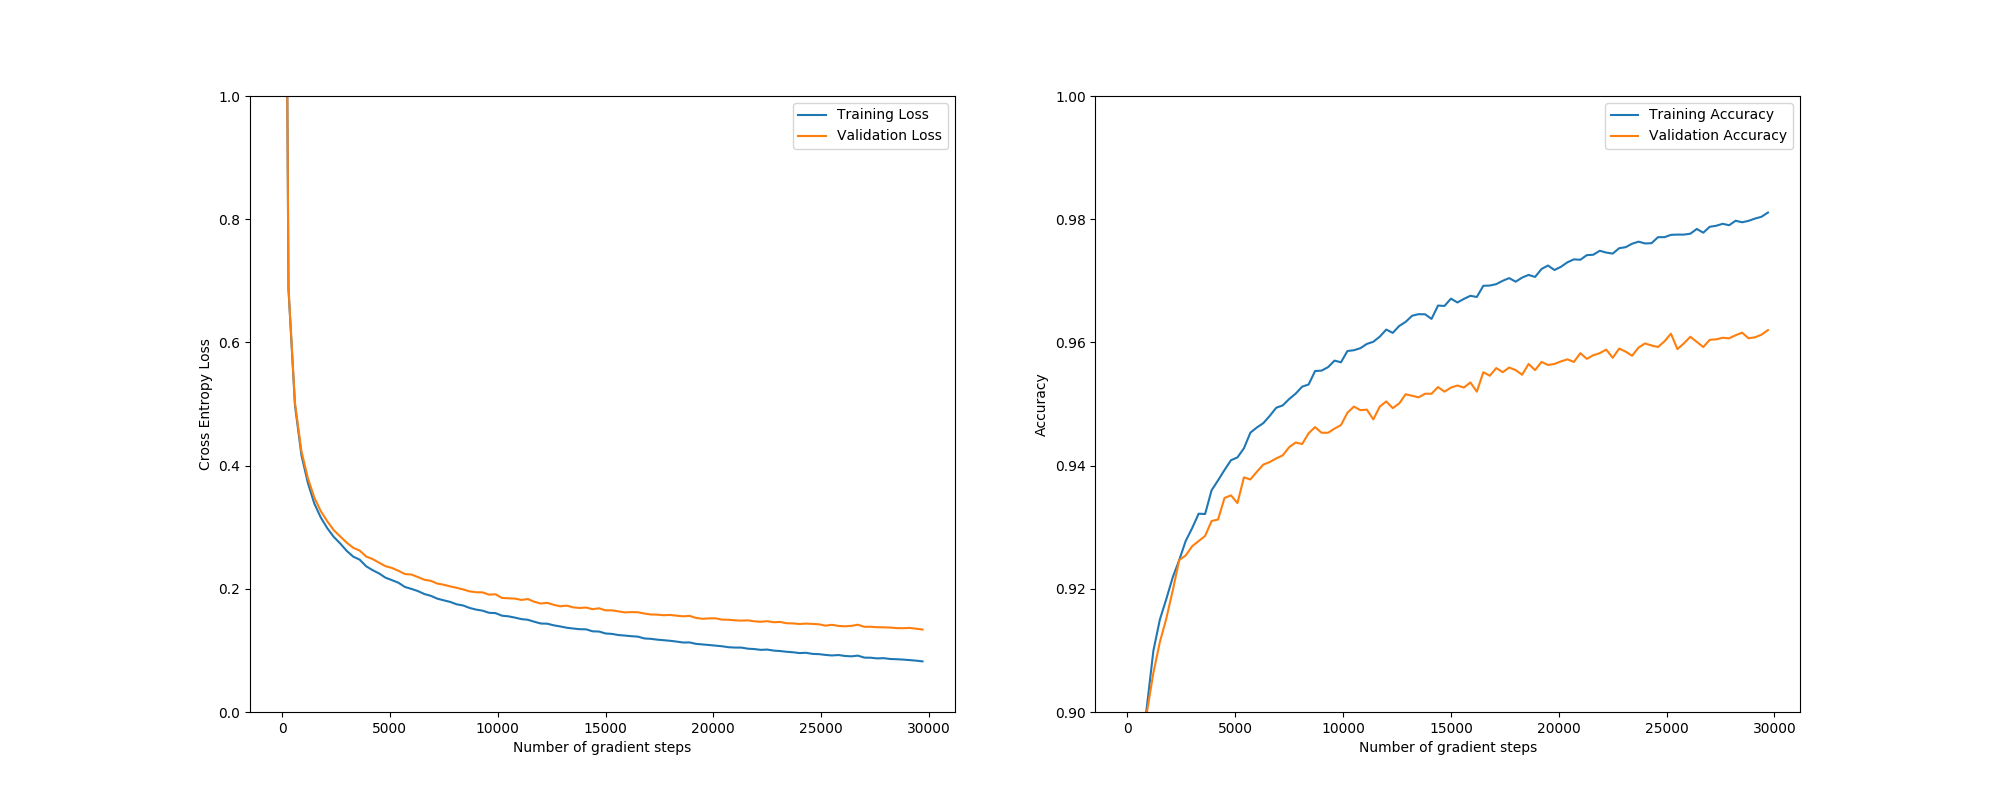 1.0
0.8
0.6
0.4
0.2
0.0
Cross Entropy Loss
Training Loss
Validation Loss
0 5000 10000 15000 20000 25000 30000
Number of gradient steps
1.00
0.98
0.96
0.94
0.92
0.90
Accuracy
Training Accuracy
Validation Accuracy
0 5000 10000 15000 20000 25000 30000
Number of gradient steps